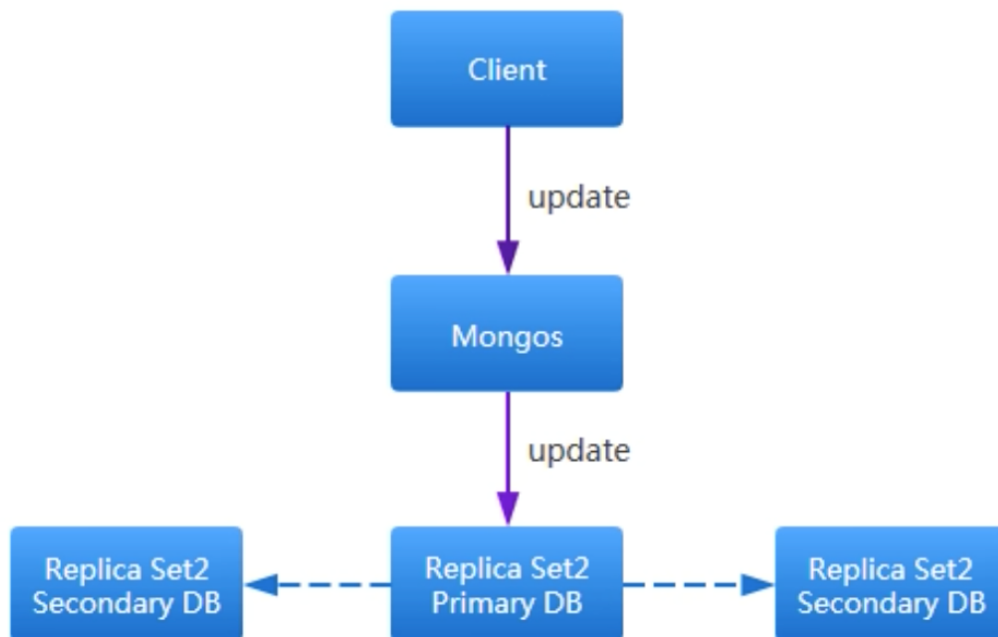 Client
update
Mongos
update
Replica Set2
Secondary DB
Replica Set2
Primary DB
Replica Set2
Secondary DB